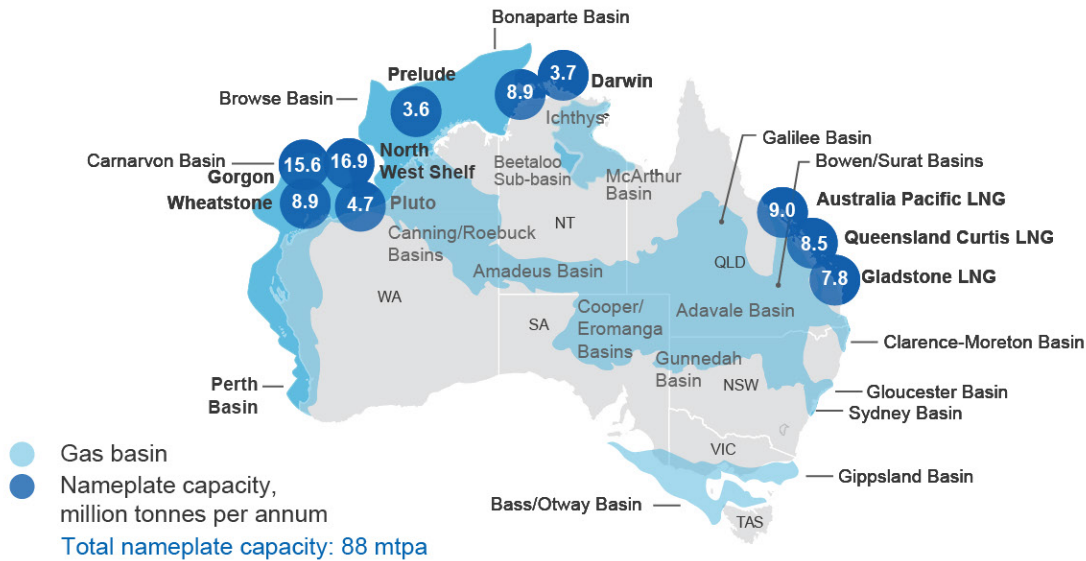 Bonaparte Basin
Prelude
3.7
Darwin
8.9
Browse Basin
3.6
Ichthys
Galilee Basin
Carnarvon Basin
Gorgon
15.6
16.9
North
West Shelf
Beetaloo
Sub-basin
McArthur
Basin
Bowen/Surat Basins
Wheatstone
8.9
4.7
Pluto
9.0
Australia Pacific LNG
Canning/Roebuck
Basins
NT
8.5
Queensland Curtis LNG
Amadeus Basin
QLD
7.8
Gladstone LNG
WA
SA
Cooper/
Eromanga
Basins
Adavale Basin
Clarence-Moreton Basin
Gunnedah
Basin
NSW
Perth
Basin
Gloucester Basin
Sydney Basin
VIC
Gippsland Basin
Bass/Otway Basin
TAS
Gas basin
Nameplate capacity,
million tonnes per annum
Total nameplate capacity: 88 mtpa